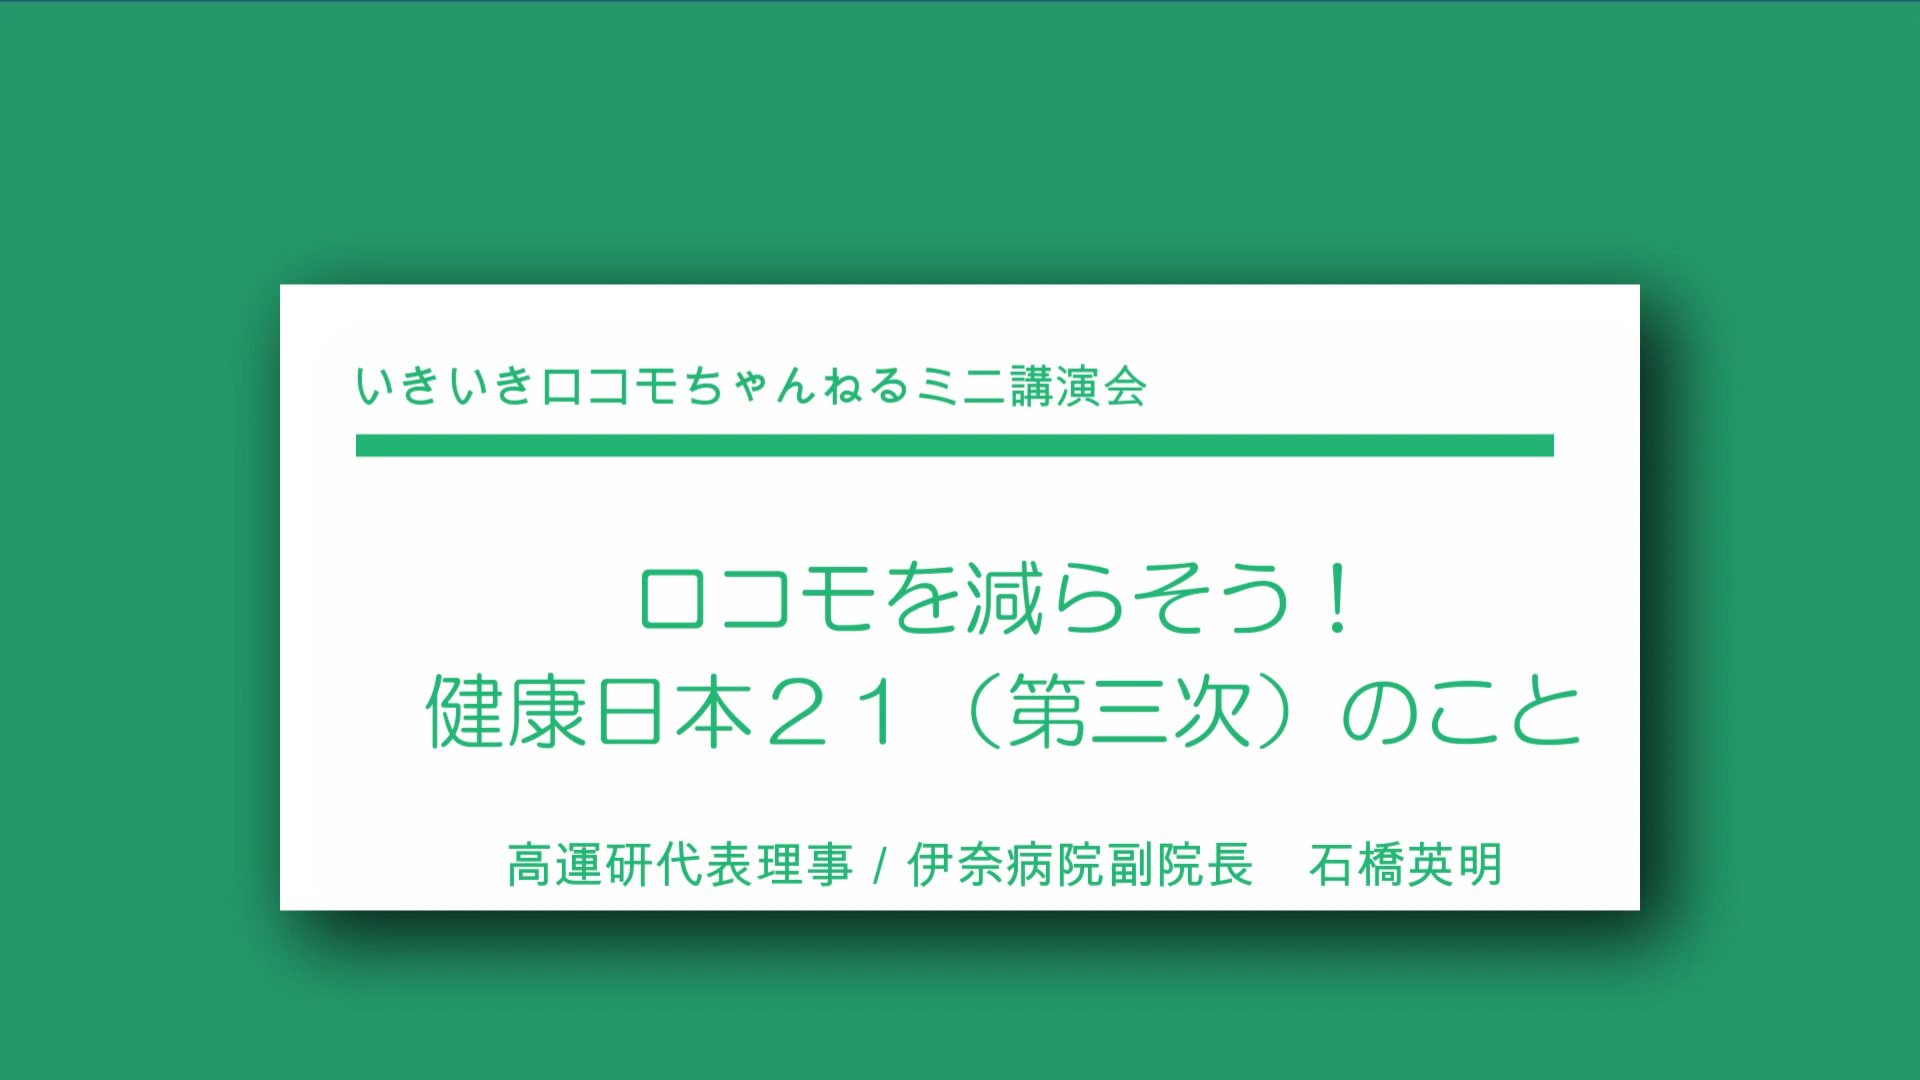 いきいきロコモちゃんねるミニ講演会
ロコモを減らそう！
健康日本２１（第三次）のこと
高運研代表理事 / 伊奈病院副院長　石橋英明